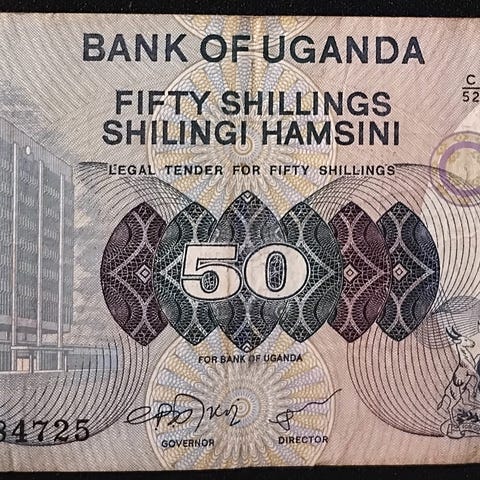 BANK OF UGANDA
C
52
FIFTY SHILLINGS
SHILINGI HAMSINI
LEGAL TENDER FOR FIFTY SHILLINGS
50
FOR BANK OF UGANDA
34725
GOVERNOR
DIRECTOR